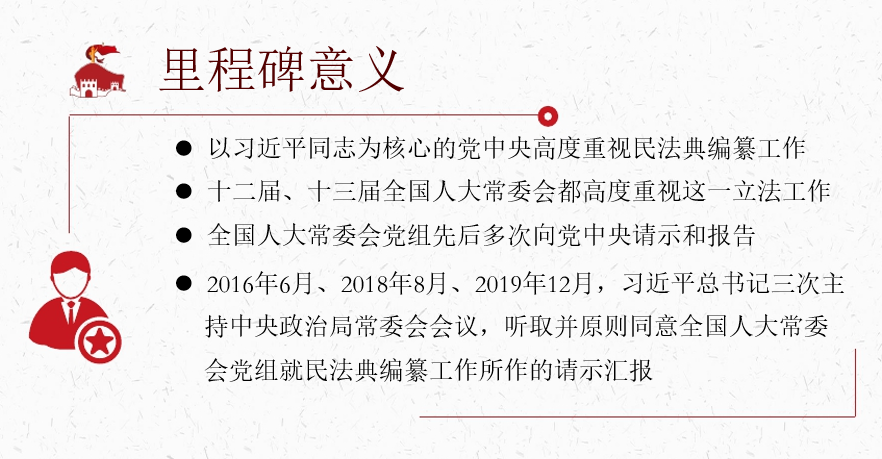 里程碑意义
● 以习近平同志为核心的党中央高度重视民法典编纂工作
● 十二届、十三届全国人大常委会都高度重视这一立法工作
● 全国人大常委会党组先后多次向党中央请示和报告
● 2016年6月、2018年8月、2019年12月，习近平总书记三次主
持中央政治局常委会会议，听取并原则同意全国人大常委
会党组就民法典编纂工作所作的请示汇报